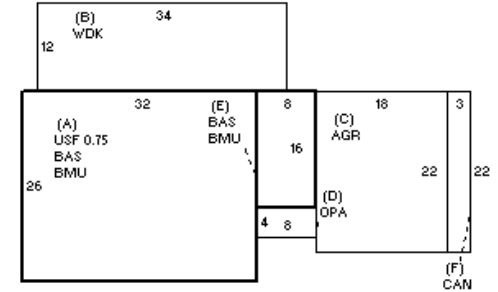 (B)
WDK
34
12
32
(E)
BAS
BMU
8
16
18
3
(A)
USF 0.75
BAS
BMU
(C)
AGR
26
22
22
(D)
OPA
4
8
(F)
CAN